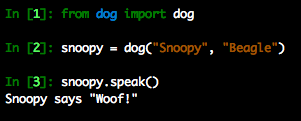 In [1]: from dog import dog
In [2]: snoopy = dog("Snoopy", "Beagle")
In [3]: snoopy.speak()
Snoopy says "Woof!"